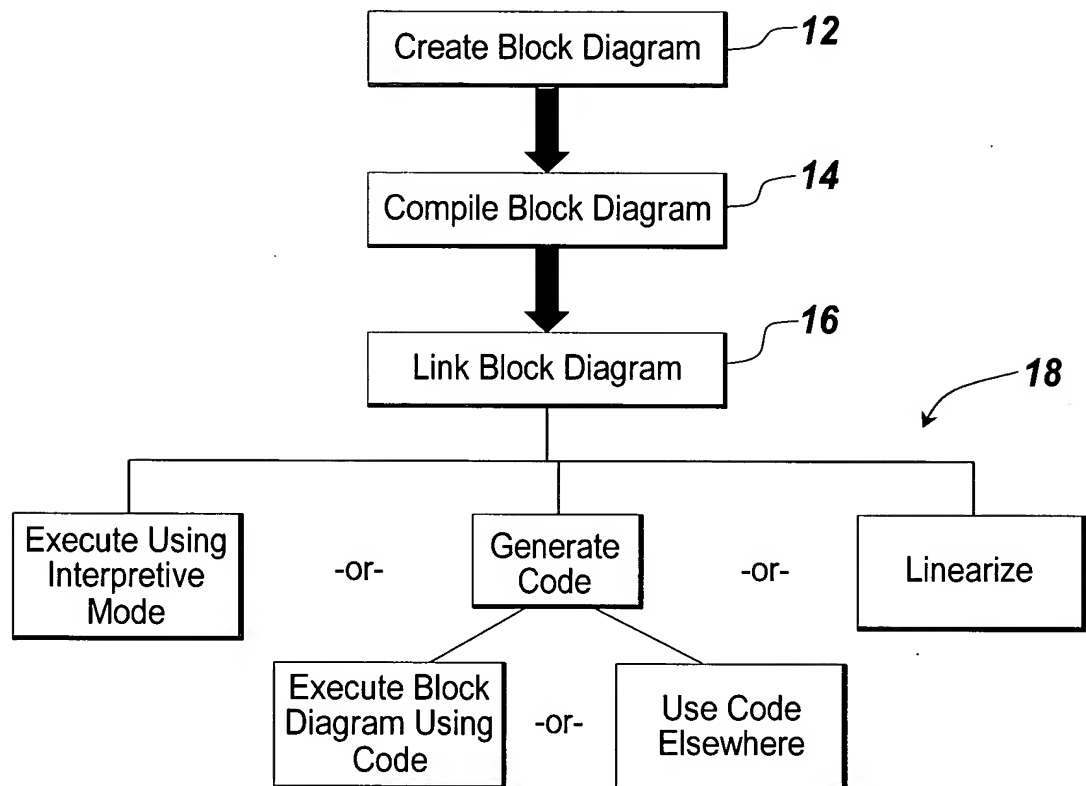 Create Block Diagram
12
Compile Block Diagram
14
Link Block Diagram
16
18
Execute Using
Interpretive
Mode
-or-
Generate
Code
-or-
Linearize
Execute Block
Diagram Using
Code
-or-
Use Code
Elsewhere